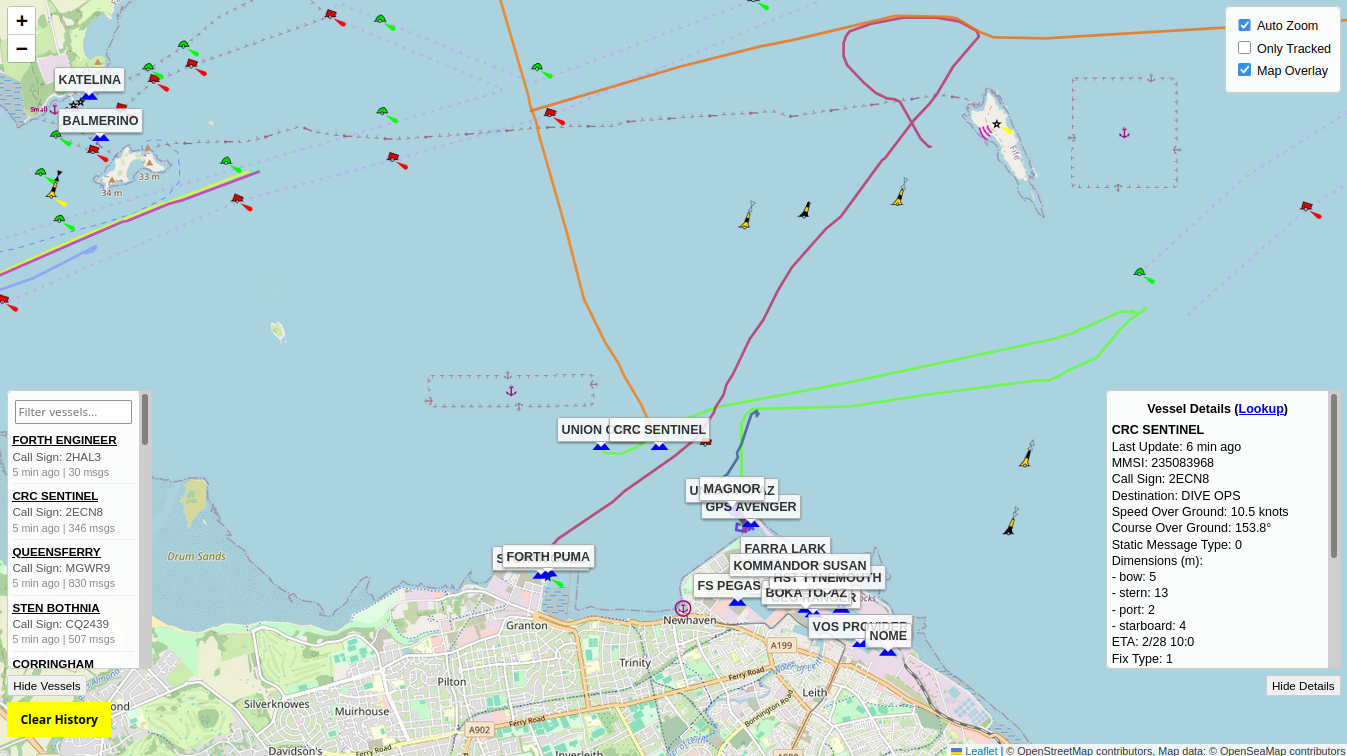 +
−
Auto Zoom
Only Tracked
Map Overlay
KATELINA
Small
BALMERINO
33 m
34 m
Fife
UNION
CRC SENTINEL
MAGNOR
GPS AVENGER
FORTH PUMA
FARRA LARK
KOMMANDOR SUSAN
HST TYNEMOUTH
FS PEGAS
BOKA TOPAZ
VOS PROVIDER
NOME
Drum Sands
Granton
Newhaven
Trinity
A199
Ferry Road
Pilton
Leith
Bonnington Road
Silverknowes
Muirhouse
A902
Ferry Road
Ferry Road
Davidson's
Inverleith
Filter vessels...
FORTH ENGINEER
Call Sign: 2HAL3
5 min ago | 30 msgs
CRC SENTINEL
Call Sign: 2ECN8
5 min ago | 346 msgs
QUEENSFERRY
Call Sign: MGWR9
5 min ago | 830 msgs
STEN BOTHNIA
Call Sign: CQ2439
5 min ago | 507 msgs
CORRINGHAM
Hide Vessels
Clear History
Vessel Details (Lookup)
CRC SENTINEL
Last Update: 6 min ago
MMSI: 235083968
Call Sign: 2ECN8
Destination: DIVE OPS
Speed Over Ground: 10.5 knots
Course Over Ground: 153.8°
Static Message Type: 0
Dimensions (m):
- bow: 5
- stern: 13
- port: 2
- starboard: 4
ETA: 2/28 10:0
Fix Type: 1
Hide Details
Leaflet | © OpenStreetMap contributors, Map data: © OpenSeaMap contributors